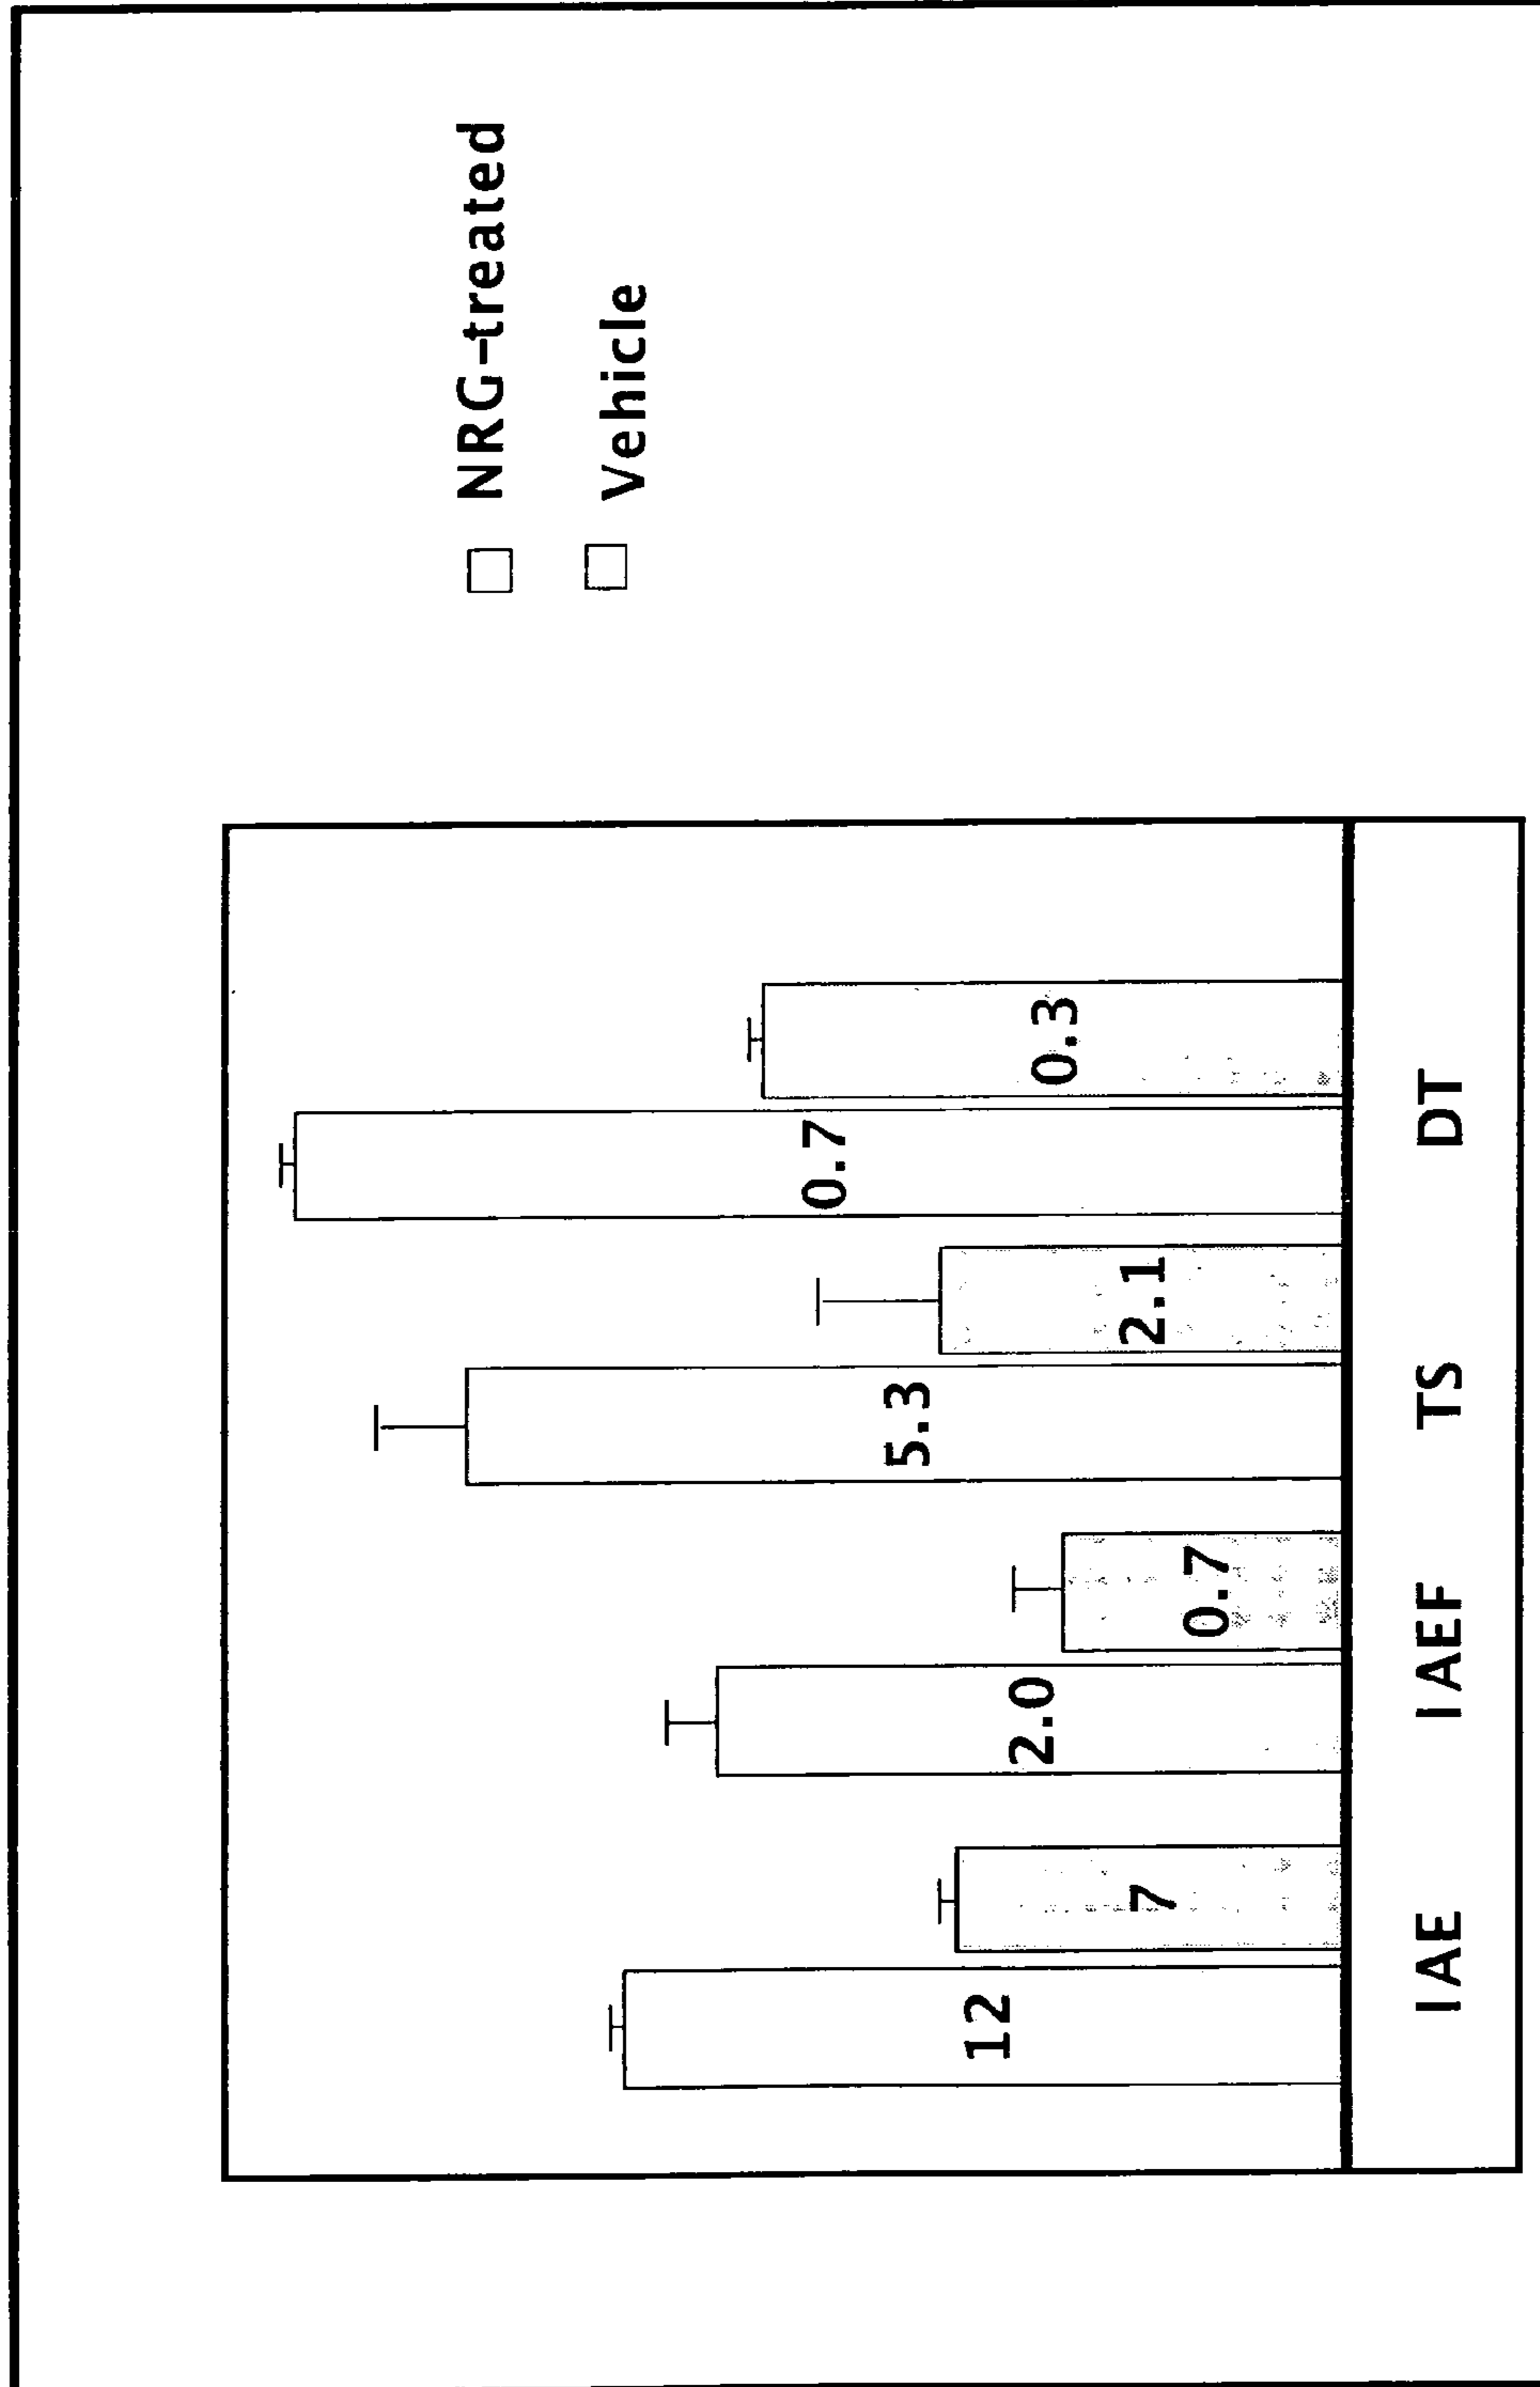 NRG-treated
Vehicle
12
7
2.0
0.7
5.3
2.1
0.7
0.3
IAE
IAEF
TS
DT